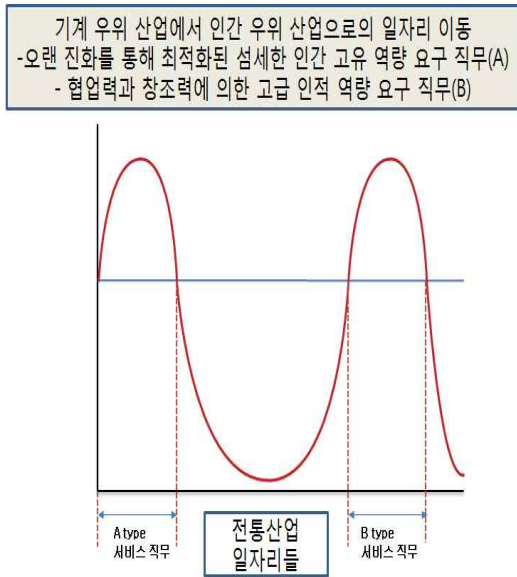 기계 우위 산업에서 인간 우위 산업으로의 일자리 이동
-오랜 진화를 통해 최적화된 섬세한 인간 고유 역량 요구 직무(A)
- 협업력과 창조력에 의한 고급 인적 역량 요구 직무(B)
A type
서비스 직무
전통산업
일자리들
B type
서비스 직무